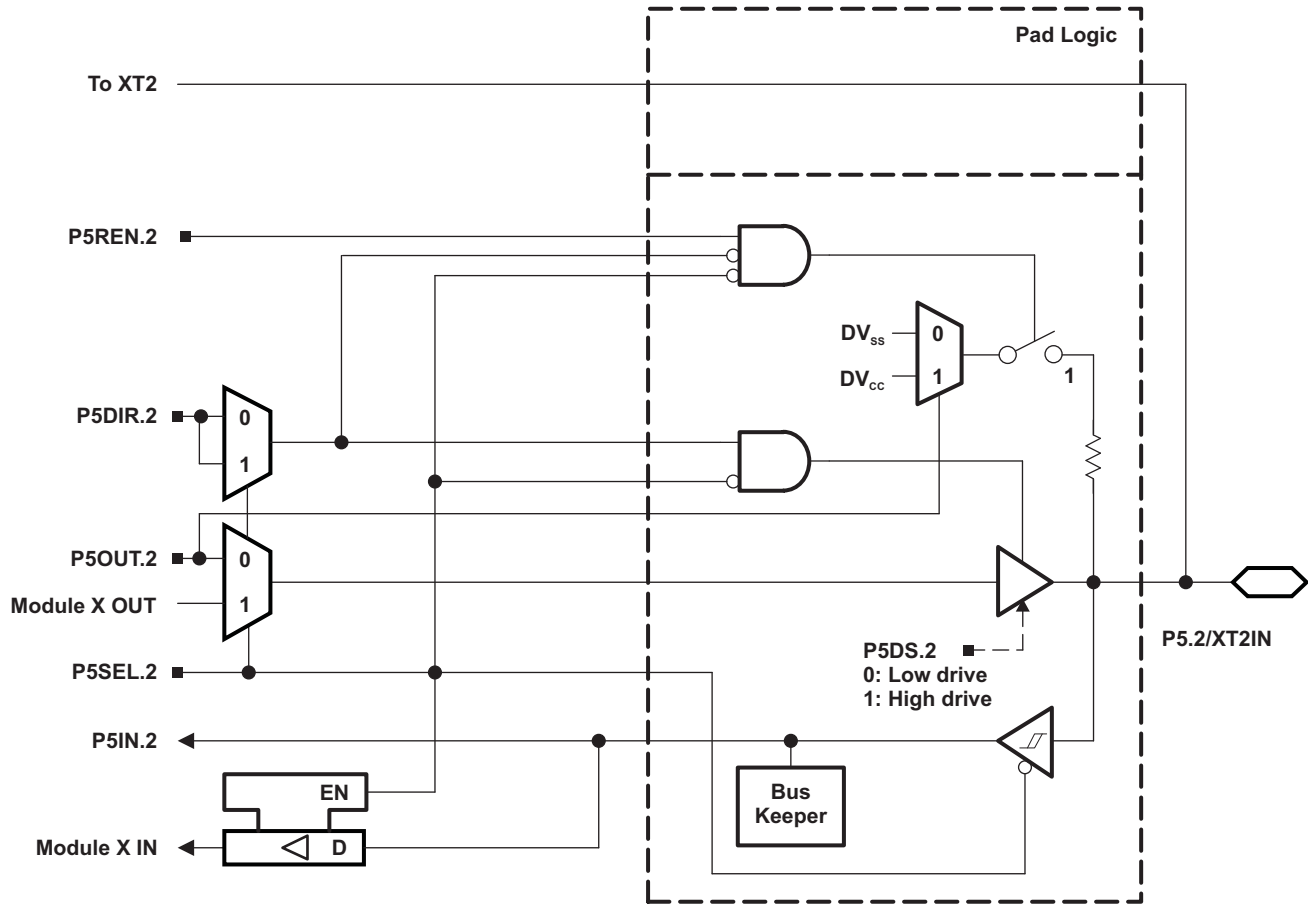 Pad Logic
To XT2
P5REN.2
DVss
0
DVcc
1
1
P5DIR.2
0
1
P5OUT.2
0
Module X OUT
1
P5DS.2
0: Low drive
1: High drive
P5.2/XT2IN
P5SEL.2
P5IN.2
EN
Bus
Keeper
Module X IN
D